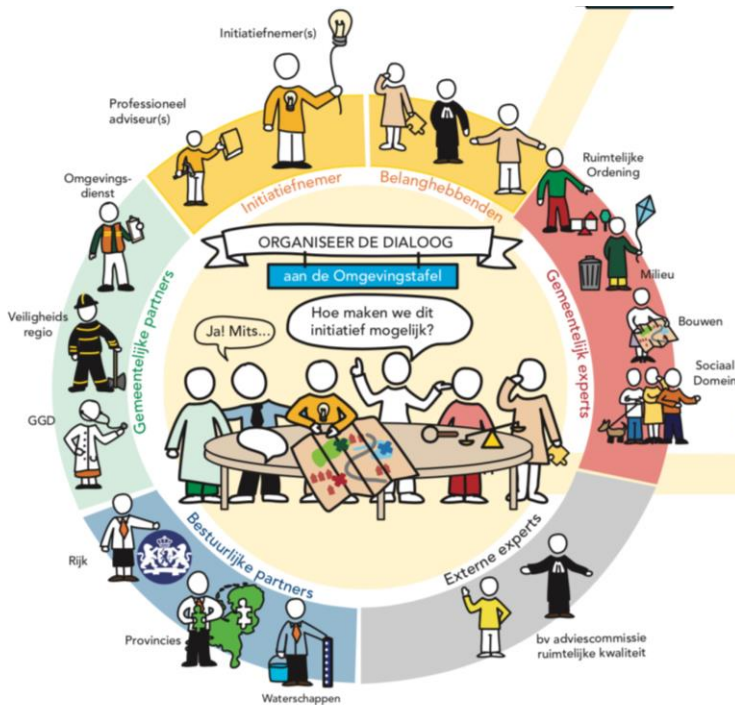 Initiatiefnemer(s)
Professioneel
adviseur(s)
Omgevings-
dienst
Veiligheids
regio
GGD
Rijk
Provincies
Waterschappen
Initiatiefnemer
Belanghebbenden
Ruimtelijke
Ordening
Milieu
Bouwen
Sociaal
Domein
Gemeentelijk experts
Gemeentelijke partners
ORGANISEER DE DIALOOG
aan de Omgevingstafel
Hoe maken we dit
initiatief mogelijk?
Ja! Mits...
Bestuurlijke partners
Externe experts
bv adviescommissie
ruimtelijke kwaliteit